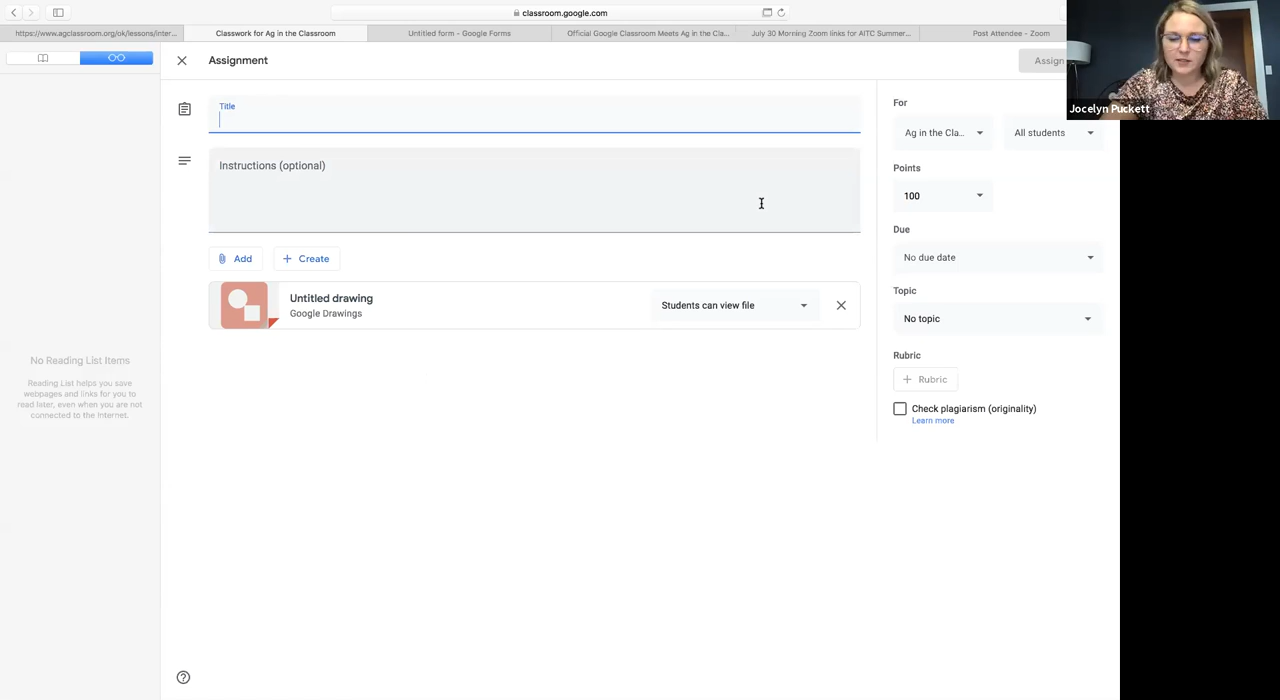 classroom.google.com
https://www.agclassroom.org/ok/lessons/inter...
Classwork for Ag in the Classroom
Untitled form - Google Forms
Official Google Classroom Meets Ag in the Cla...
July 30 Morning Zoom links for AITC Summer...
Post Attendee - Zoom
Assignment
Assign
Jocelyn Puckett
Title
Instructions (optional)
Add
Create
Untitled drawing
Google Drawings
Students can view file
For
Ag in the Cla...
All students
Points
100
Due
No due date
Topic
No topic
Rubric
Rubric
Check plagiarism (originality)
Learn more
No Reading List Items
Reading List helps you save
webpages and links for you to
read later, even when you are not
connected to the Internet.